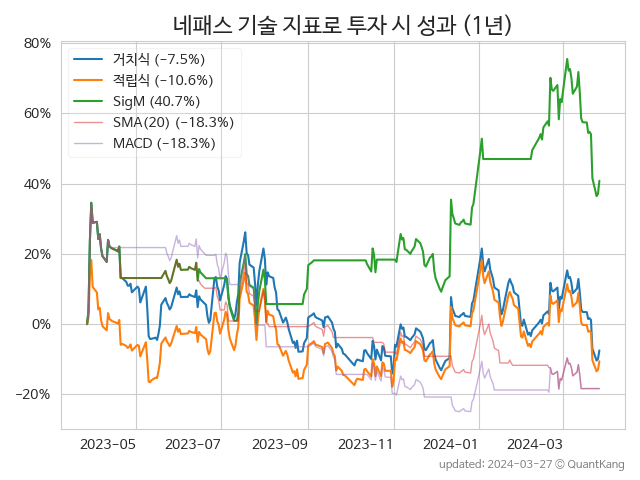 네패스 기술 지표로 투자 시 성과 (1년)
거치식 (−7.5%)
적립식 (−10.6%)
SigM (40.7%)
SMA(20) (−18.3%)
MACD (−18.3%)
80%
60%
40%
20%
0%
−20%
2023-05 2023-07 2023-09 2023-11 2024-01 2024-03
updated: 2024-03-27 © QuantKang